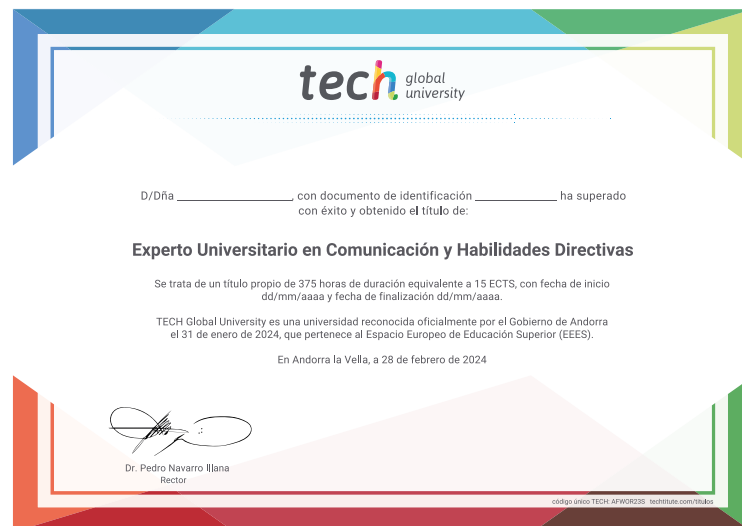 tech global university
D/Dña ____________________, con documento de identificación ______________ ha superado
con éxito y obtenido el título de:
Experto Universitario en Comunicación y Habilidades Directivas
Se trata de un título propio de 375 horas de duración equivalente a 15 ECTS, con fecha de inicio
dd/mm/aaaa y fecha de finalización dd/mm/aaaa.
TECH Global University es una universidad reconocida oficialmente por el Gobierno de Andorra
el 31 de enero de 2024, que pertenece al Espacio Europeo de Educación Superior (EEES).
En Andorra la Vella, a 28 de febrero de 2024
Dr. Pedro Navarro Illana
Rector
código único TECH: AFWOR23S techtitute.com/titulos